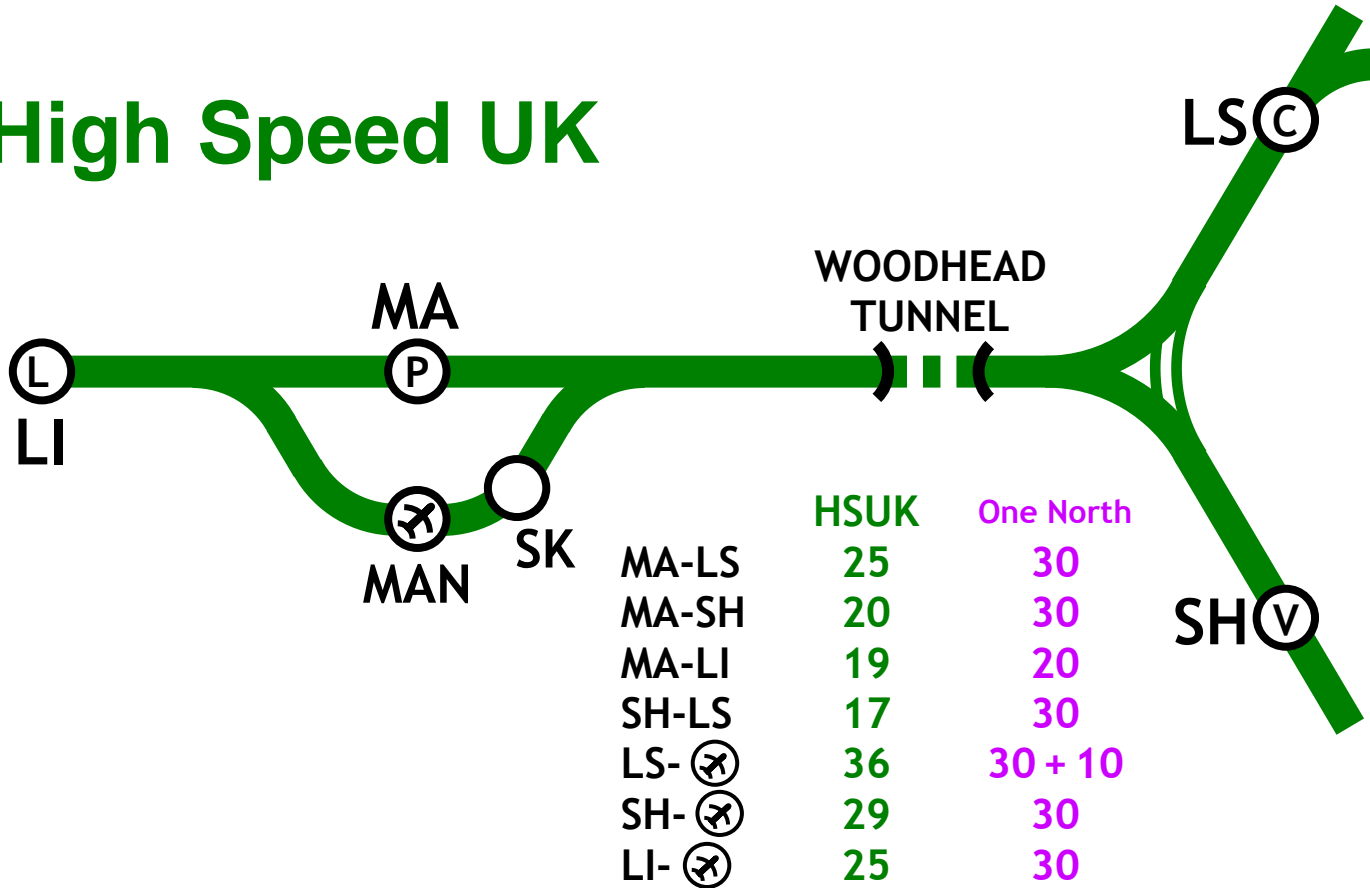 High Speed UK
LS C
WOODHEAD
TUNNEL
MA
L
P
LI
MAN
SK
SH V
HSUK One North
MA-LS 25 30
MA-SH 20 30
MA-LI 19 20
SH-LS 17 30
LS- 36 30 + 10
SH- 29 30
LI- 25 30